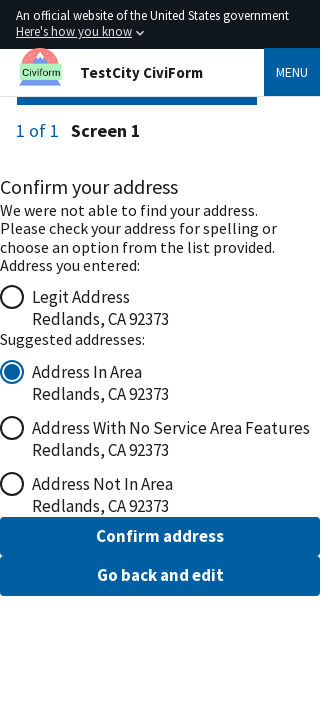 An official website of the United States government
Here's how you know
Civiform
TestCity CiviForm
MENU
1 of 1 Screen 1
Confirm your address
We were not able to find your address.
Please check your address for spelling or
choose an option from the list provided.
Address you entered:
Legit Address
Redlands, CA 92373
Suggested addresses:
Address In Area
Redlands, CA 92373
Address With No Service Area Features
Redlands, CA 92373
Address Not In Area
Redlands, CA 92373
Confirm address
Go back and edit